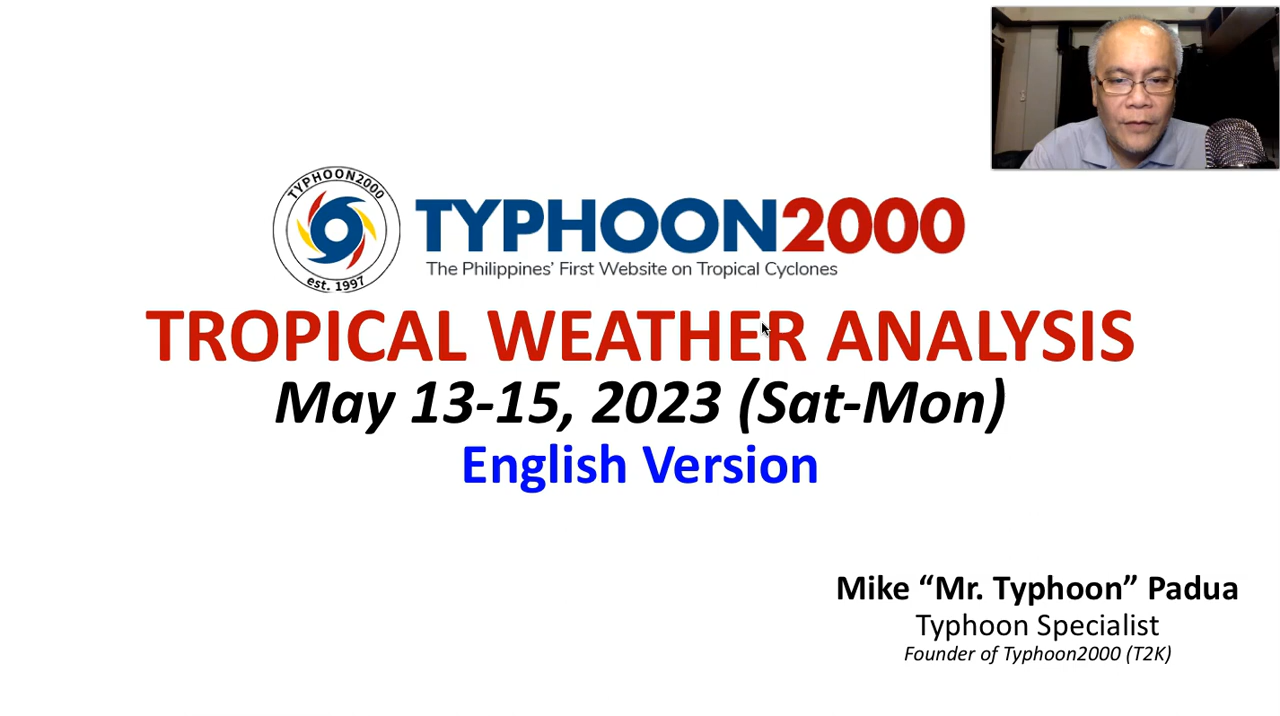 TYPHOON2000
est. 1997
TYPHOON2000
The Philippines' First Website on Tropical Cyclones
TROPICAL WEATHER ANALYSIS
May 13-15, 2023 (Sat-Mon)
English Version
Mike “Mr. Typhoon” Padua
Typhoon Specialist
Founder of Typhoon2000 (T2K)